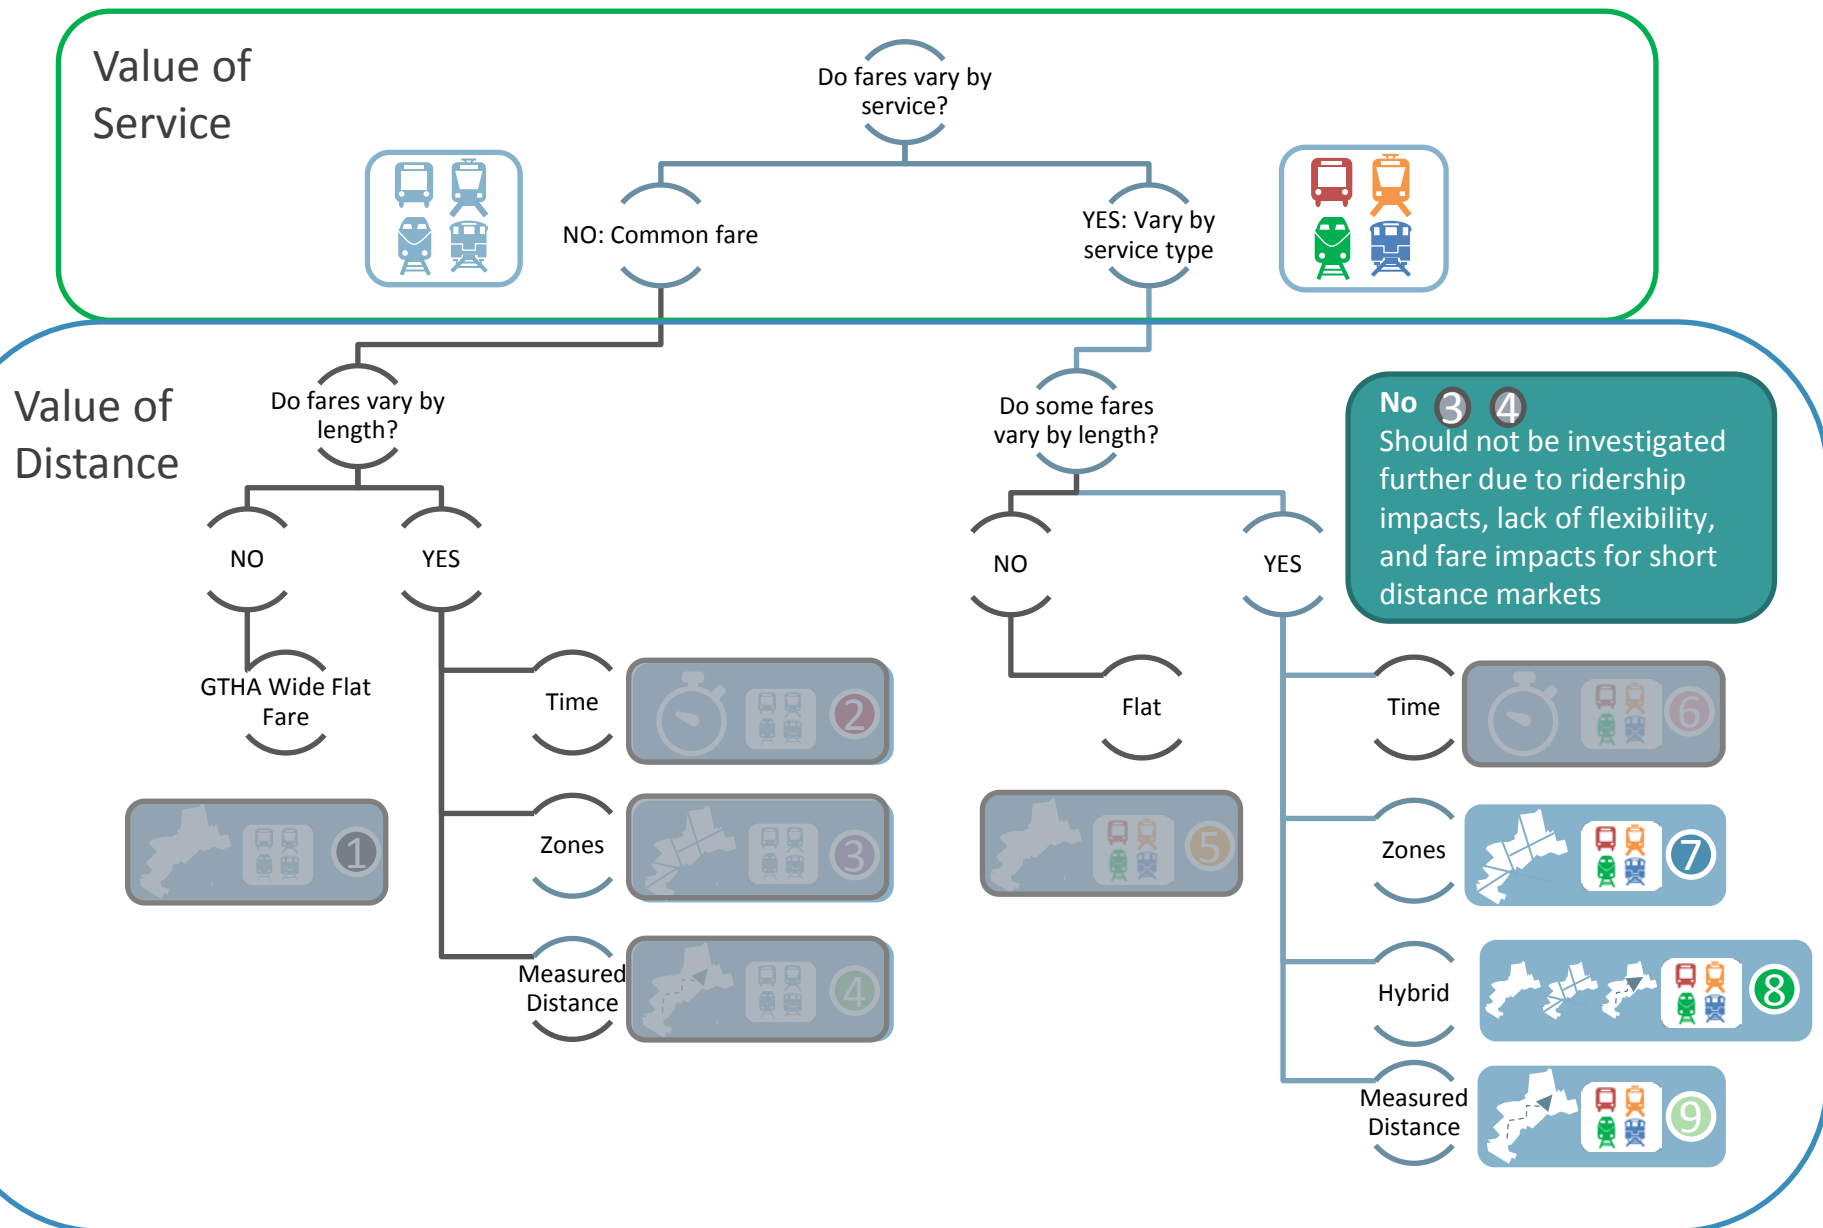 Value of
Service
Do fares vary by
service?
NO: Common fare
YES: Vary by
service type
Value of
Distance
Do fares vary by
length?
Do some fares
vary by length?
No 3 4
Should not be investigated
further due to ridership
impacts, lack of flexibility,
and fare impacts for short
distance markets
NO
YES
NO
YES
GTHA Wide Flat
Fare
1
Time
2
Zones
3
Measured
Distance
4
Flat
5
Time
6
Zones
7
Hybrid
8
Measured
Distance
9